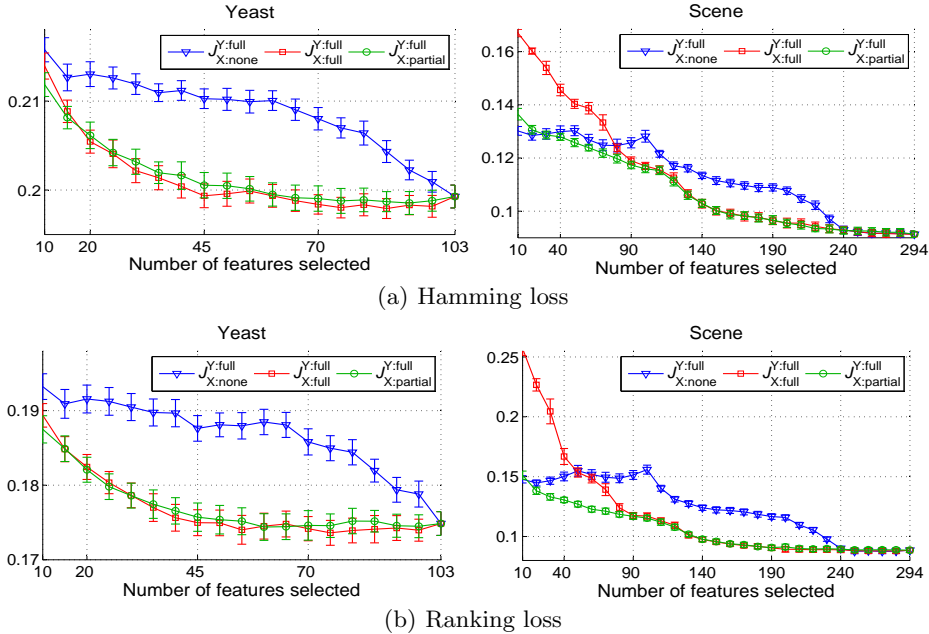 Yeast
J Y:full X:none J Y:full X:full J Y:full X:partial
0.21
0.2
10 20 45 70 103
Number of features selected
Scene
J Y:full X:none J Y:full X:full J Y:full X:partial
0.16
0.14
0.12
0.1
10 40 90 140 190 240 294
Number of features selected
(a) Hamming loss
Yeast
J Y:full X:none J Y:full X:full J Y:full X:partial
0.19
0.18
0.17
10 20 45 70 103
Number of features selected
Scene
J Y:full X:none J Y:full X:full J Y:full X:partial
0.25
0.2
0.15
0.1
10 40 90 140 190 240 294
Number of features selected
(b) Ranking loss